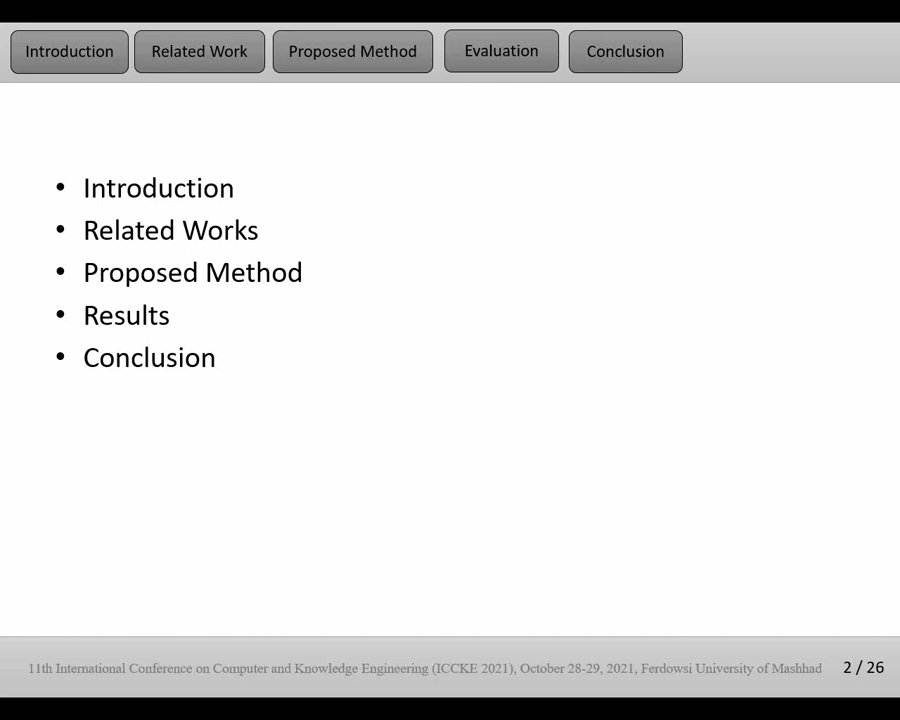 Introduction Related Work Proposed Method Evaluation Conclusion
• Introduction
• Related Works
• Proposed Method
• Results
• Conclusion
11th International Conference on Computer and Knowledge Engineering (ICCKE 2021), October 28-29, 2021, Ferdowsi University of Mashhad 2 / 26